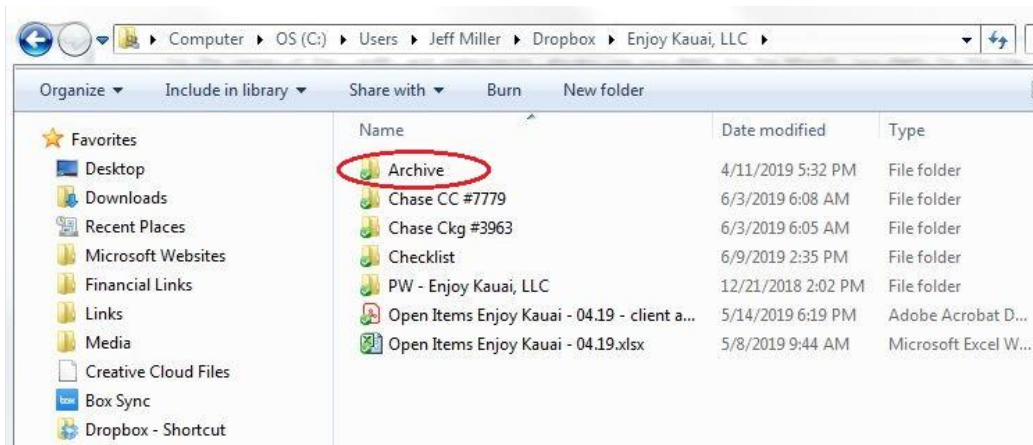 Computer OS (C:) Users Jeff Miller Dropbox Enjoy Kauai, LLC
Organize Include in library Share with Burn New folder
Favorites
Desktop
Downloads
Recent Places
Microsoft Websites
Financial Links
Links
Media
Creative Cloud Files
box Box Sync
Dropbox - Shortcut
Name Date modified Type
Archive 4/11/2019 5:32 PM File folder
Chase CC #7779 6/3/2019 6:08 AM File folder
Chase Ckg #3963 6/3/2019 6:05 AM File folder
Checklist 6/9/2019 2:35 PM File folder
PW - Enjoy Kauai, LLC 12/21/2018 2:02 PM File folder
Open Items Enjoy Kauai - 04.19 - client a... 5/14/2019 6:19 PM Adobe Acrobat D...
Open Items Enjoy Kauai - 04.19.xlsx 5/8/2019 9:44 AM Microsoft Excel W...